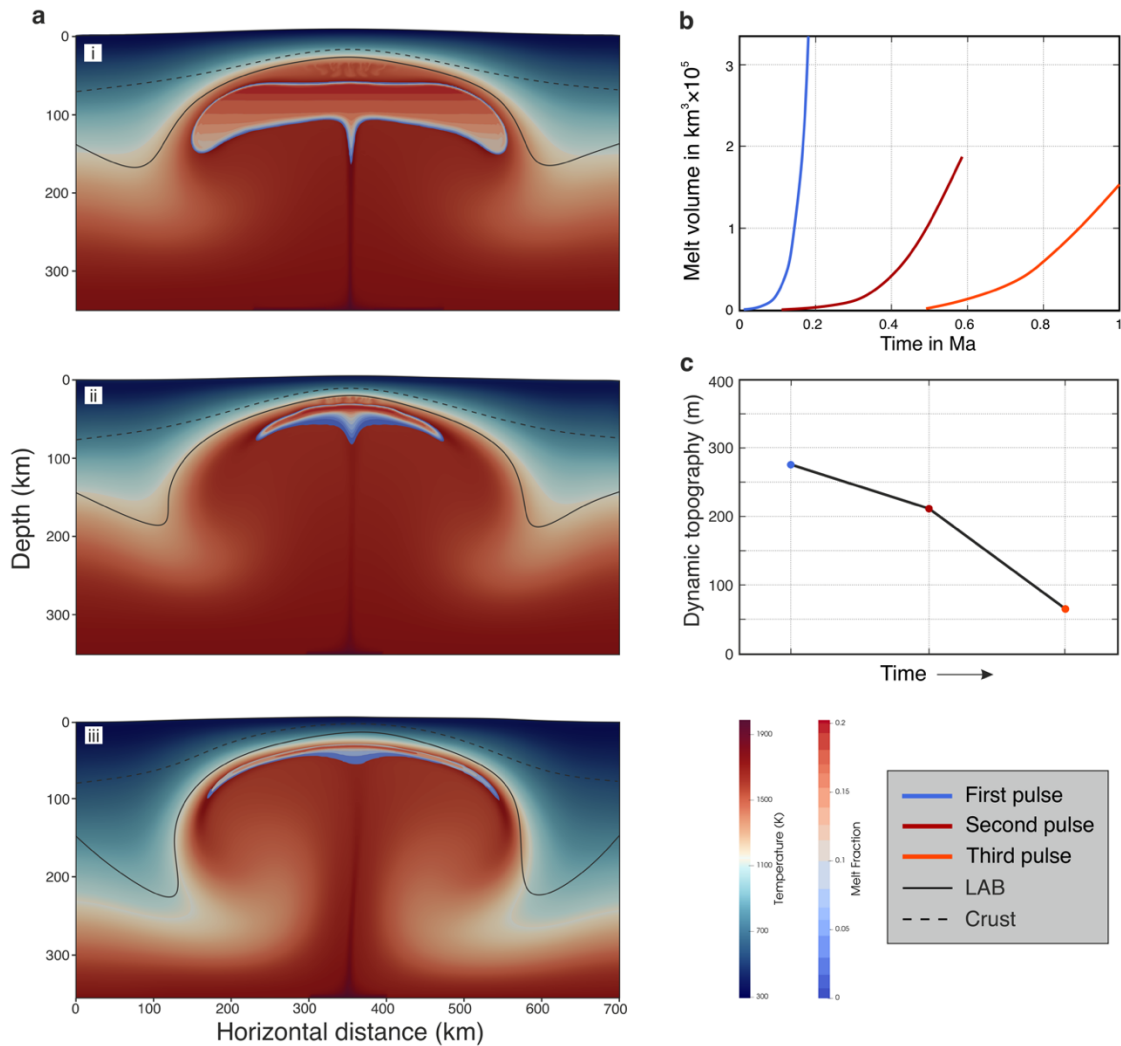 a
i
0
100
200
300
ii
0
100
200
300
iii
0
100
200
300
0 100 200 300 400 500 600 700
Depth (km)
Horizontal distance (km)
b
3
2
1
0
0 0.2 0.4 0.6 0.8 1
Melt volume in km³×10⁵
Time in Ma
c
400
300
200
100
0
Dynamic topography (m)
Time
1900
1500
1100
700
300
Temperature (K)
0.2
0.15
0.1
0.05
0
Melt Fraction
First pulse
Second pulse
Third pulse
LAB
Crust